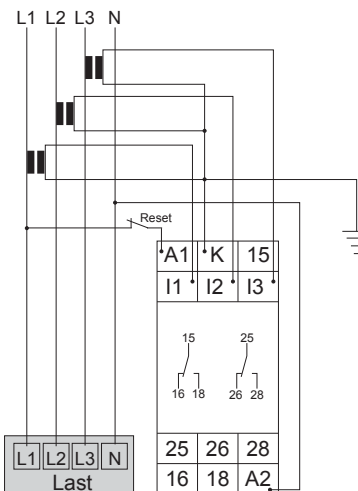 L1 L2 L3 N
Reset
A1 K 15
I1 I2 I3
15 25
16 18 26 28
25 26 28
16 18 A2
L1 L2 L3 N
Last